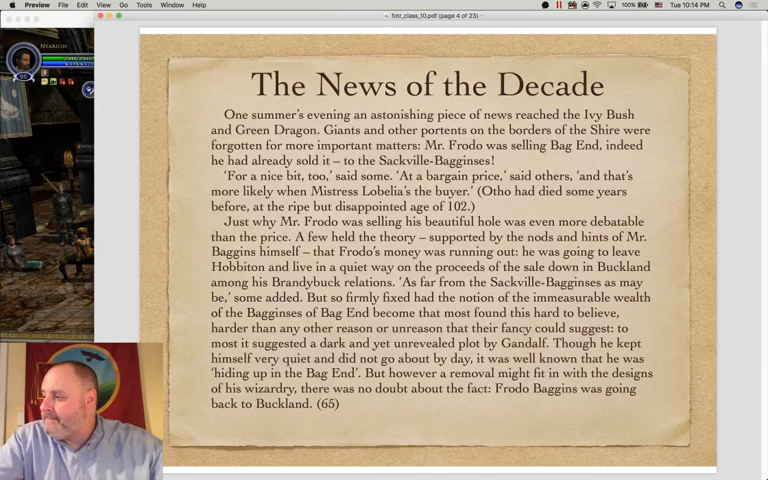 Preview File Edit View Go Tools Window Help
100% Tue 10:14 PM
fotr_class_10.pdf (page 4 of 23)
NYARION
95
The News of the Decade
One summer's evening an astonishing piece of news reached the Ivy Bush
and Green Dragon. Giants and other portents on the borders of the Shire were
forgotten for more important matters: Mr. Frodo was selling Bag End, indeed
he had already sold it – to the Sackville-Bagginses!
'For a nice bit, too,' said some. 'At a bargain price,' said others, 'and that's
more likely when Mistress Lobelia's the buyer.' (Otho had died some years
before, at the ripe but disappointed age of 102.)
Just why Mr. Frodo was selling his beautiful hole was even more debatable
than the price. A few held the theory – supported by the nods and hints of Mr.
Baggins himself – that Frodo's money was running out: he was going to leave
Hobbiton and live in a quiet way on the proceeds of the sale down in Buckland
among his Brandybuck relations. 'As far from the Sackville-Bagginses as may
be,' some added. But so firmly fixed had the notion of the immeasurable wealth
of the Bagginses of Bag End become that most found this hard to believe,
harder than any other reason or unreason that their fancy could suggest: to
most it suggested a dark and yet unrevealed plot by Gandalf. Though he kept
himself very quiet and did not go about by day, it was well known that he was
'hiding up in the Bag End'. But however a removal might fit in with the designs
of his wizardry, there was no doubt about the fact: Frodo Baggins was going
back to Buckland. (65)